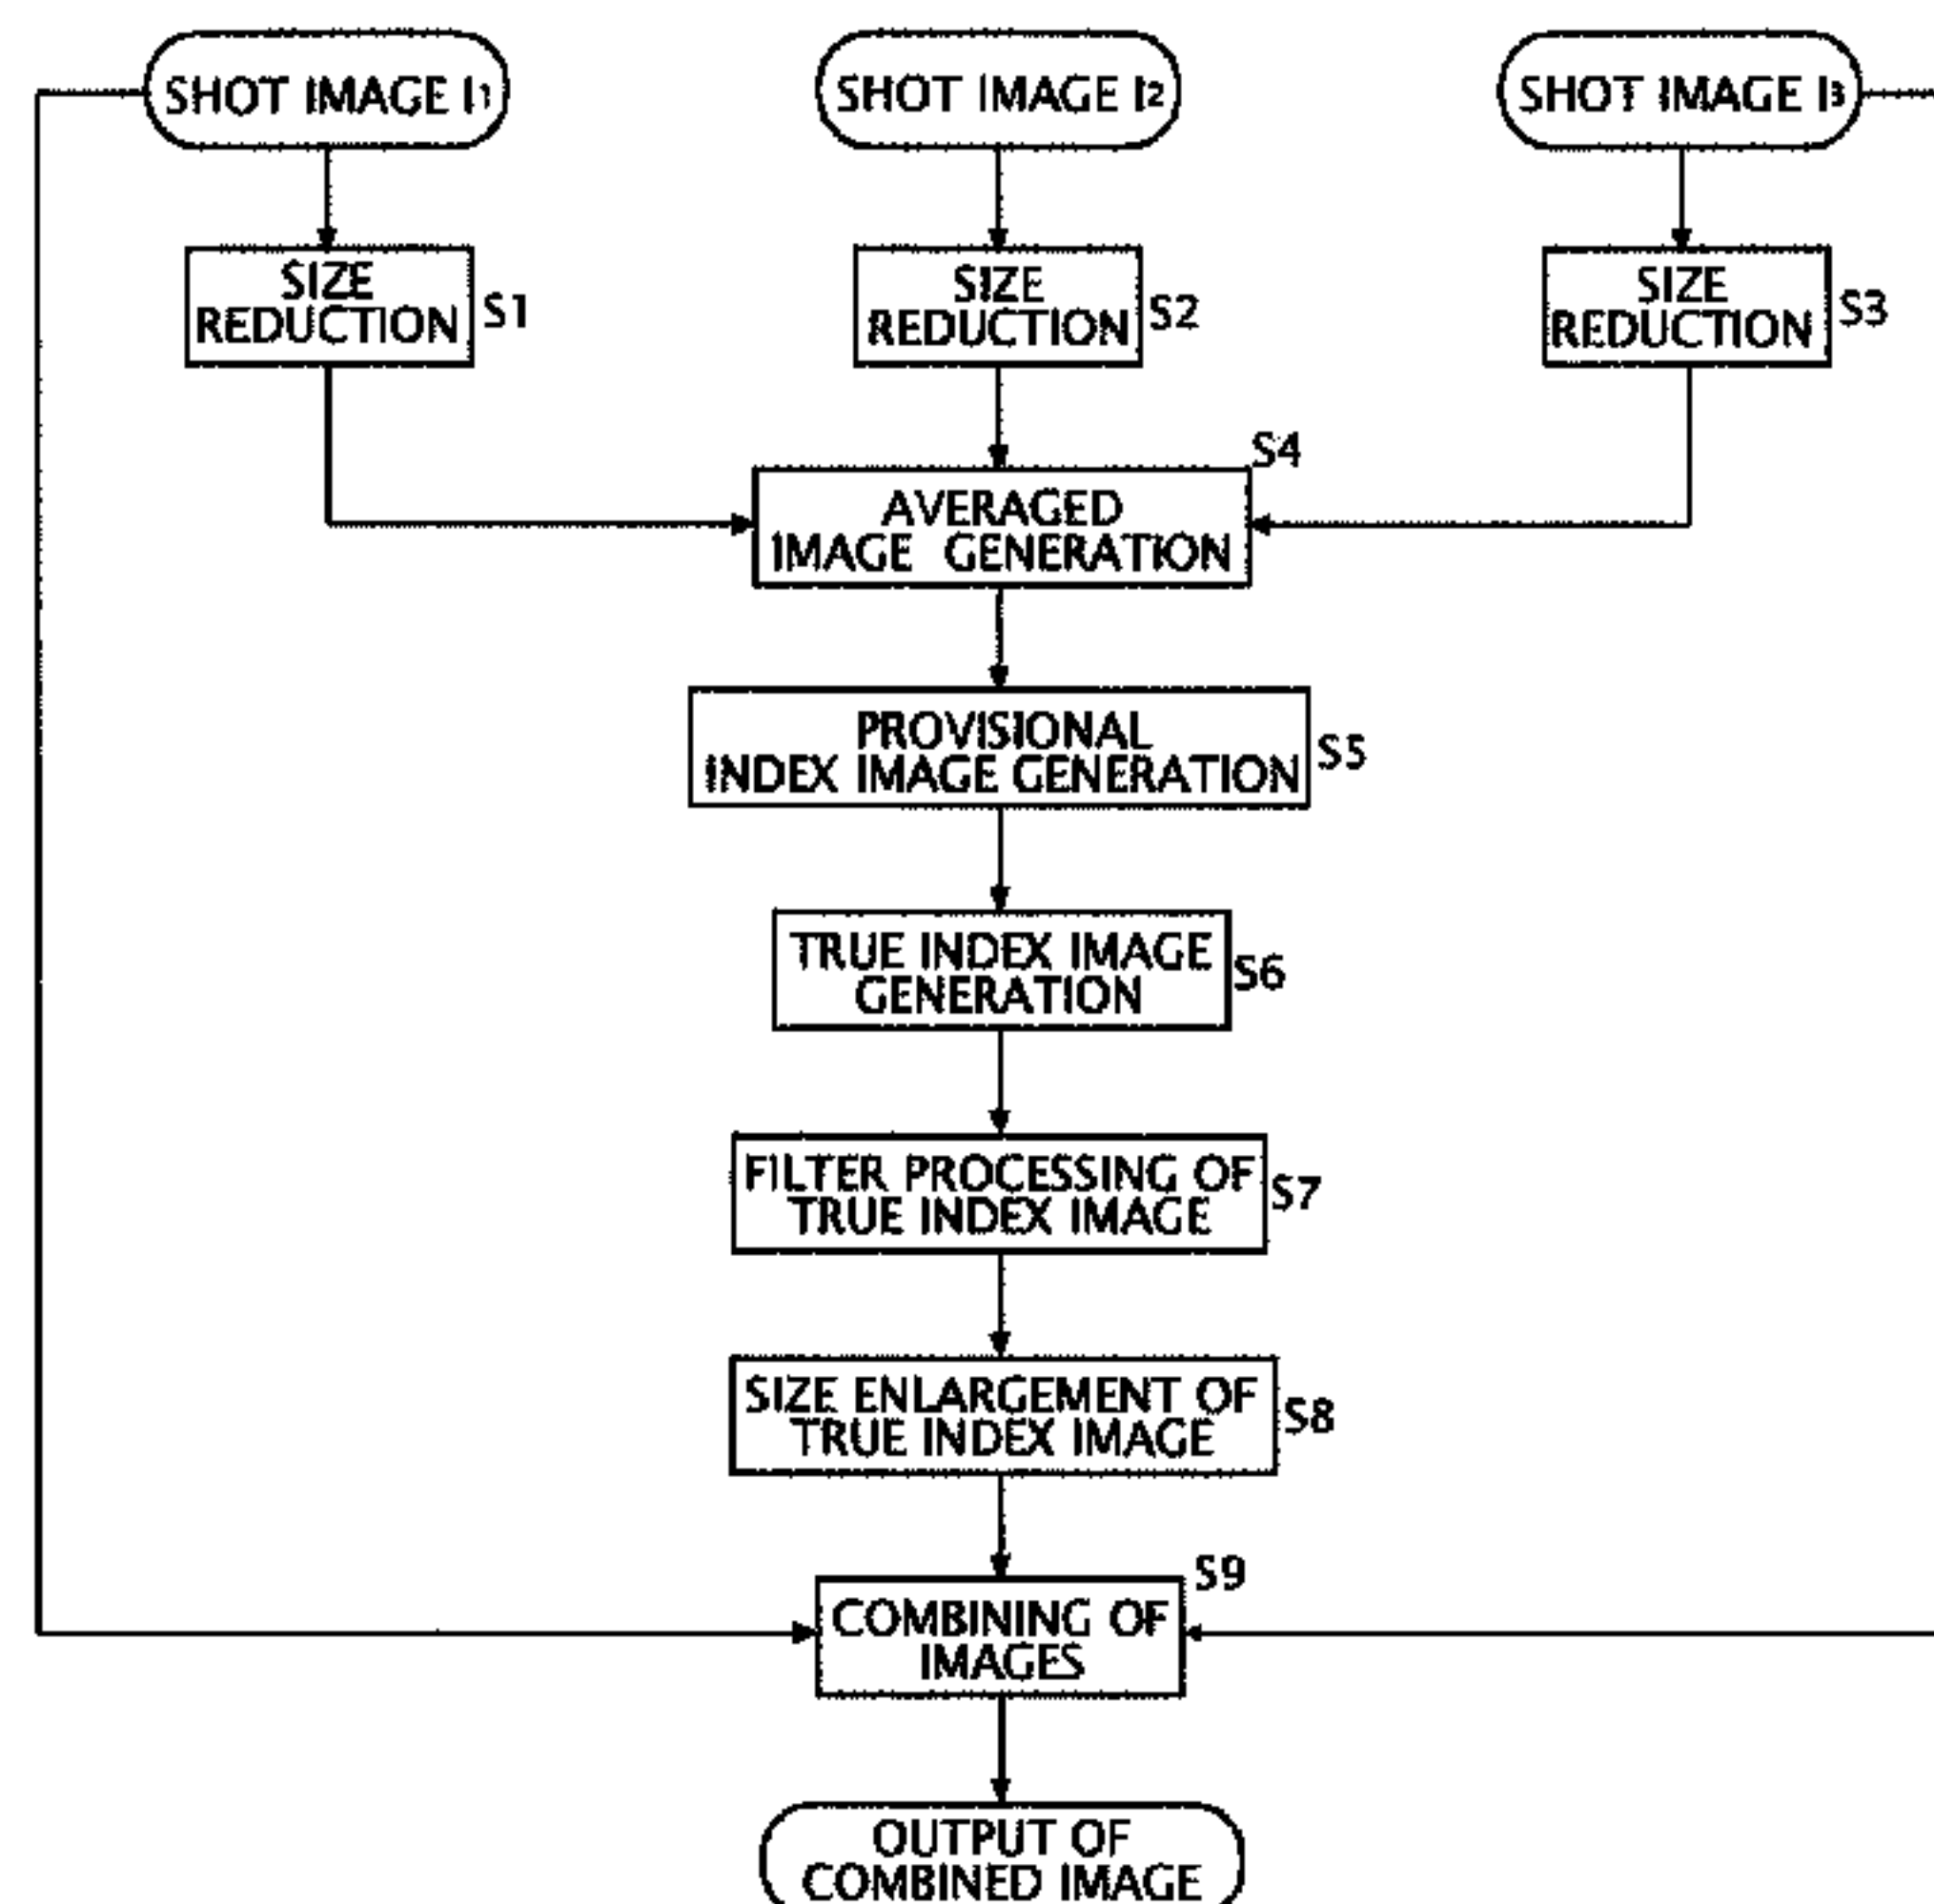 SHOT IMAGE I1
SHOT IMAGE I2
SHOT IMAGE I3
SIZE
REDUCTION
S1
SIZE
REDUCTION
S2
SIZE
REDUCTION
S3
S4
AVERAGED
IMAGE GENERATION
PROVISIONAL
INDEX IMAGE GENERATION
S5
TRUE INDEX IMAGE
GENERATION
S6
FILTER PROCESSING OF
TRUE INDEX IMAGE
S7
SIZE ENLARGEMENT OF
TRUE INDEX IMAGE
S8
S9
COMBINING OF
IMAGES
OUTPUT OF
COMBINED IMAGE